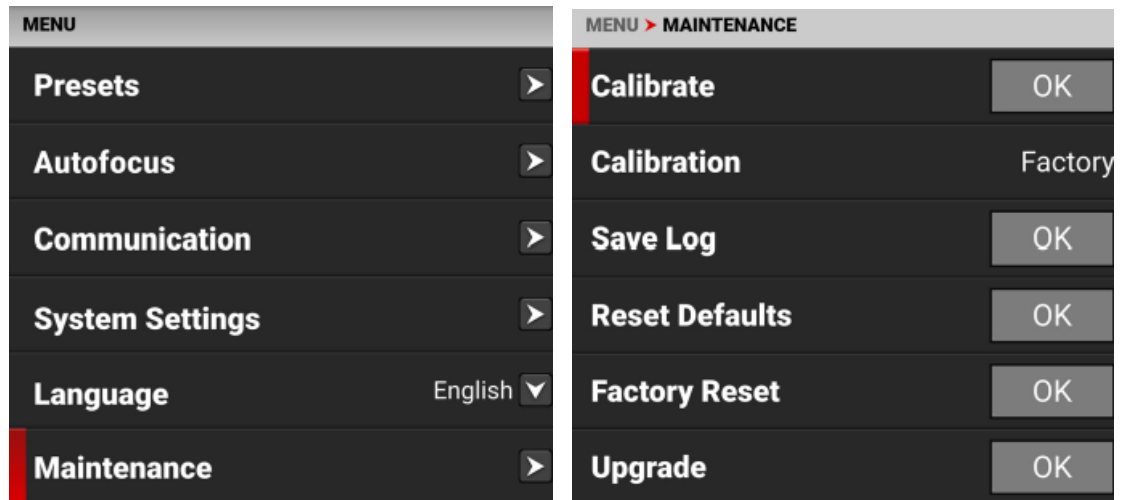 MENU
Presets
Autofocus
Communication
System Settings
Language English
Maintenance
MENU > MAINTENANCE
Calibrate OK
Calibration Factory
Save Log OK
Reset Defaults OK
Factory Reset OK
Upgrade OK